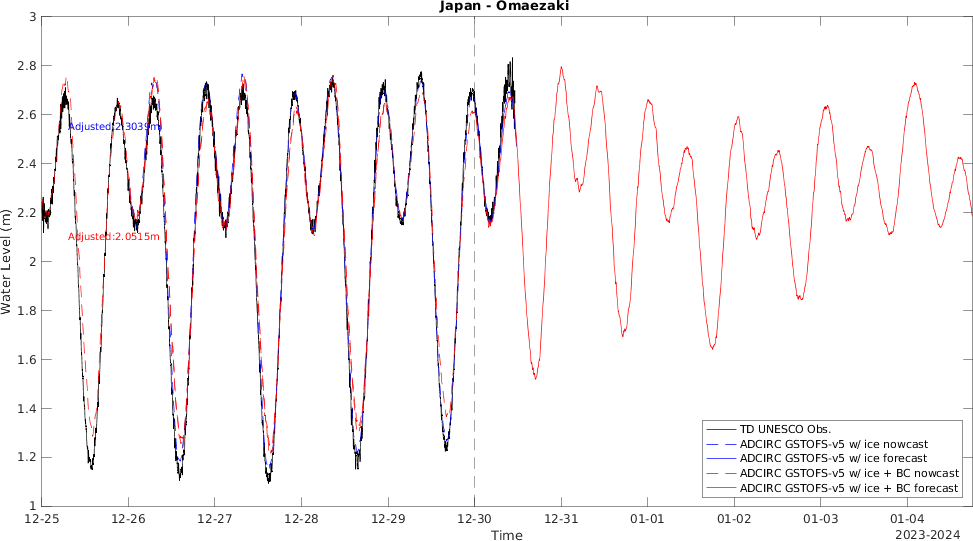 Japan - Omaezaki
3
2.8
2.6
2.4
2.2
2
1.8
1.6
1.4
1.2
1
Water Level (m)
Adjusted:2.3039m
Adjusted:2.0515m
TD UNESCO Obs.
ADCIRC GSTOFS-v5 w/ ice nowcast
ADCIRC GSTOFS-v5 w/ ice forecast
ADCIRC GSTOFS-v5 w/ ice + BC nowcast
ADCIRC GSTOFS-v5 w/ ice + BC forecast
12-25 12-26 12-27 12-28 12-29 12-30 12-31 01-01 01-02 01-03 01-04
Time
2023-2024